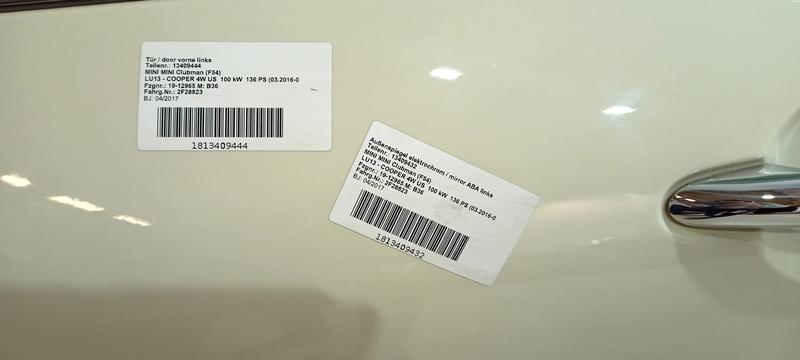 Tür / door vorne links
Teilenr.: 13409444
MINI MINI Clubman (F54)
LU13 - COOPER 4W US 100 kW 136 PS (03.2016-0
Fzgnr.: 19-12965 M: B36
Fahrg.Nr.: 2F28823
BJ: 04/2017
1813409444
Außenspiegel elektrochrom / mirror ABA links
Teilenr.: 13409432
MINI MINI Clubman (F54)
LU13 - COOPER 4W US 100 kW 136 PS (03.2016-0
Fzgnr.: 19-12965 M: B36
Fahrg.Nr.: 2F28823
BJ: 04/2017
1813409432